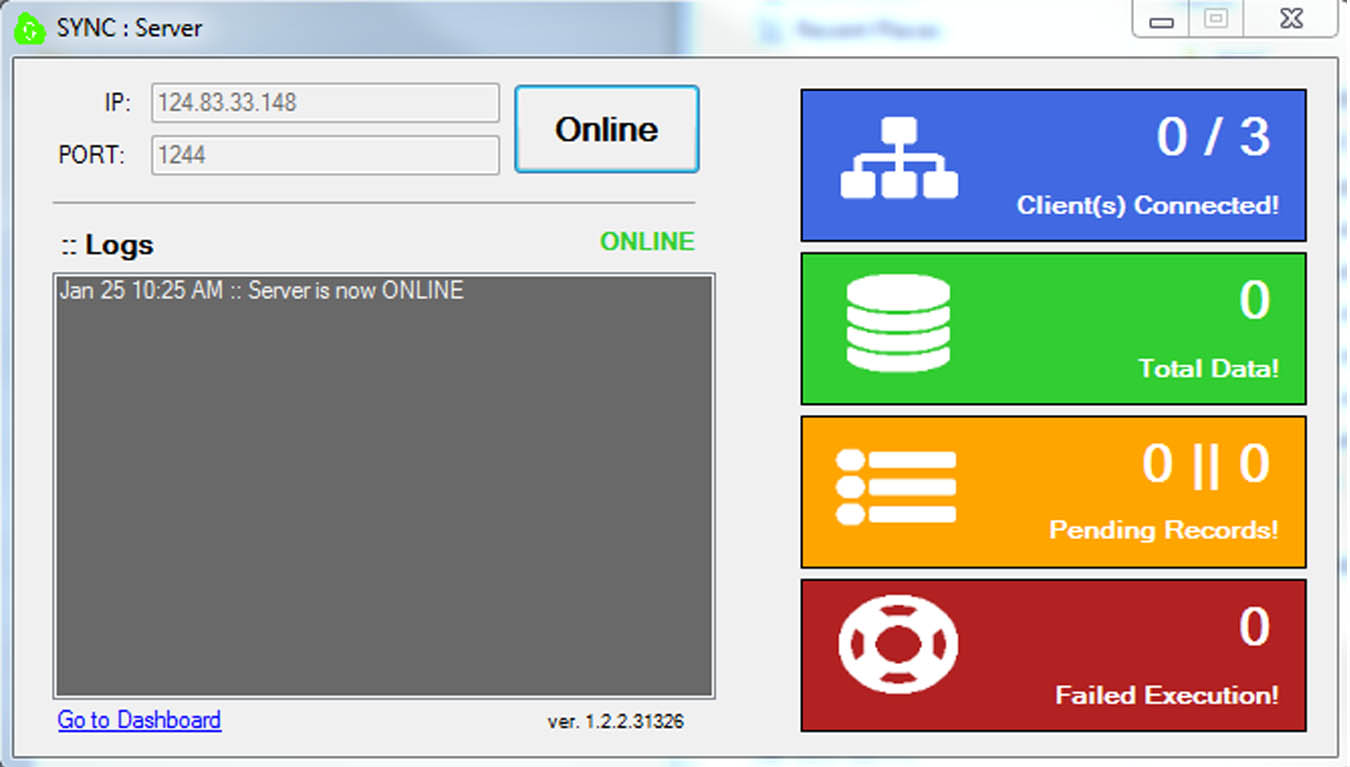 SYNC : Server
IP: 124.83.33.148
PORT: 1244
Online
:: Logs
ONLINE
Jan 25 10:25 AM :: Server is now ONLINE
Go to Dashboard
ver. 1.2.2.31326
0 / 3
Client(s) Connected!
0
Total Data!
0 || 0
Pending Records!
0
Failed Execution!